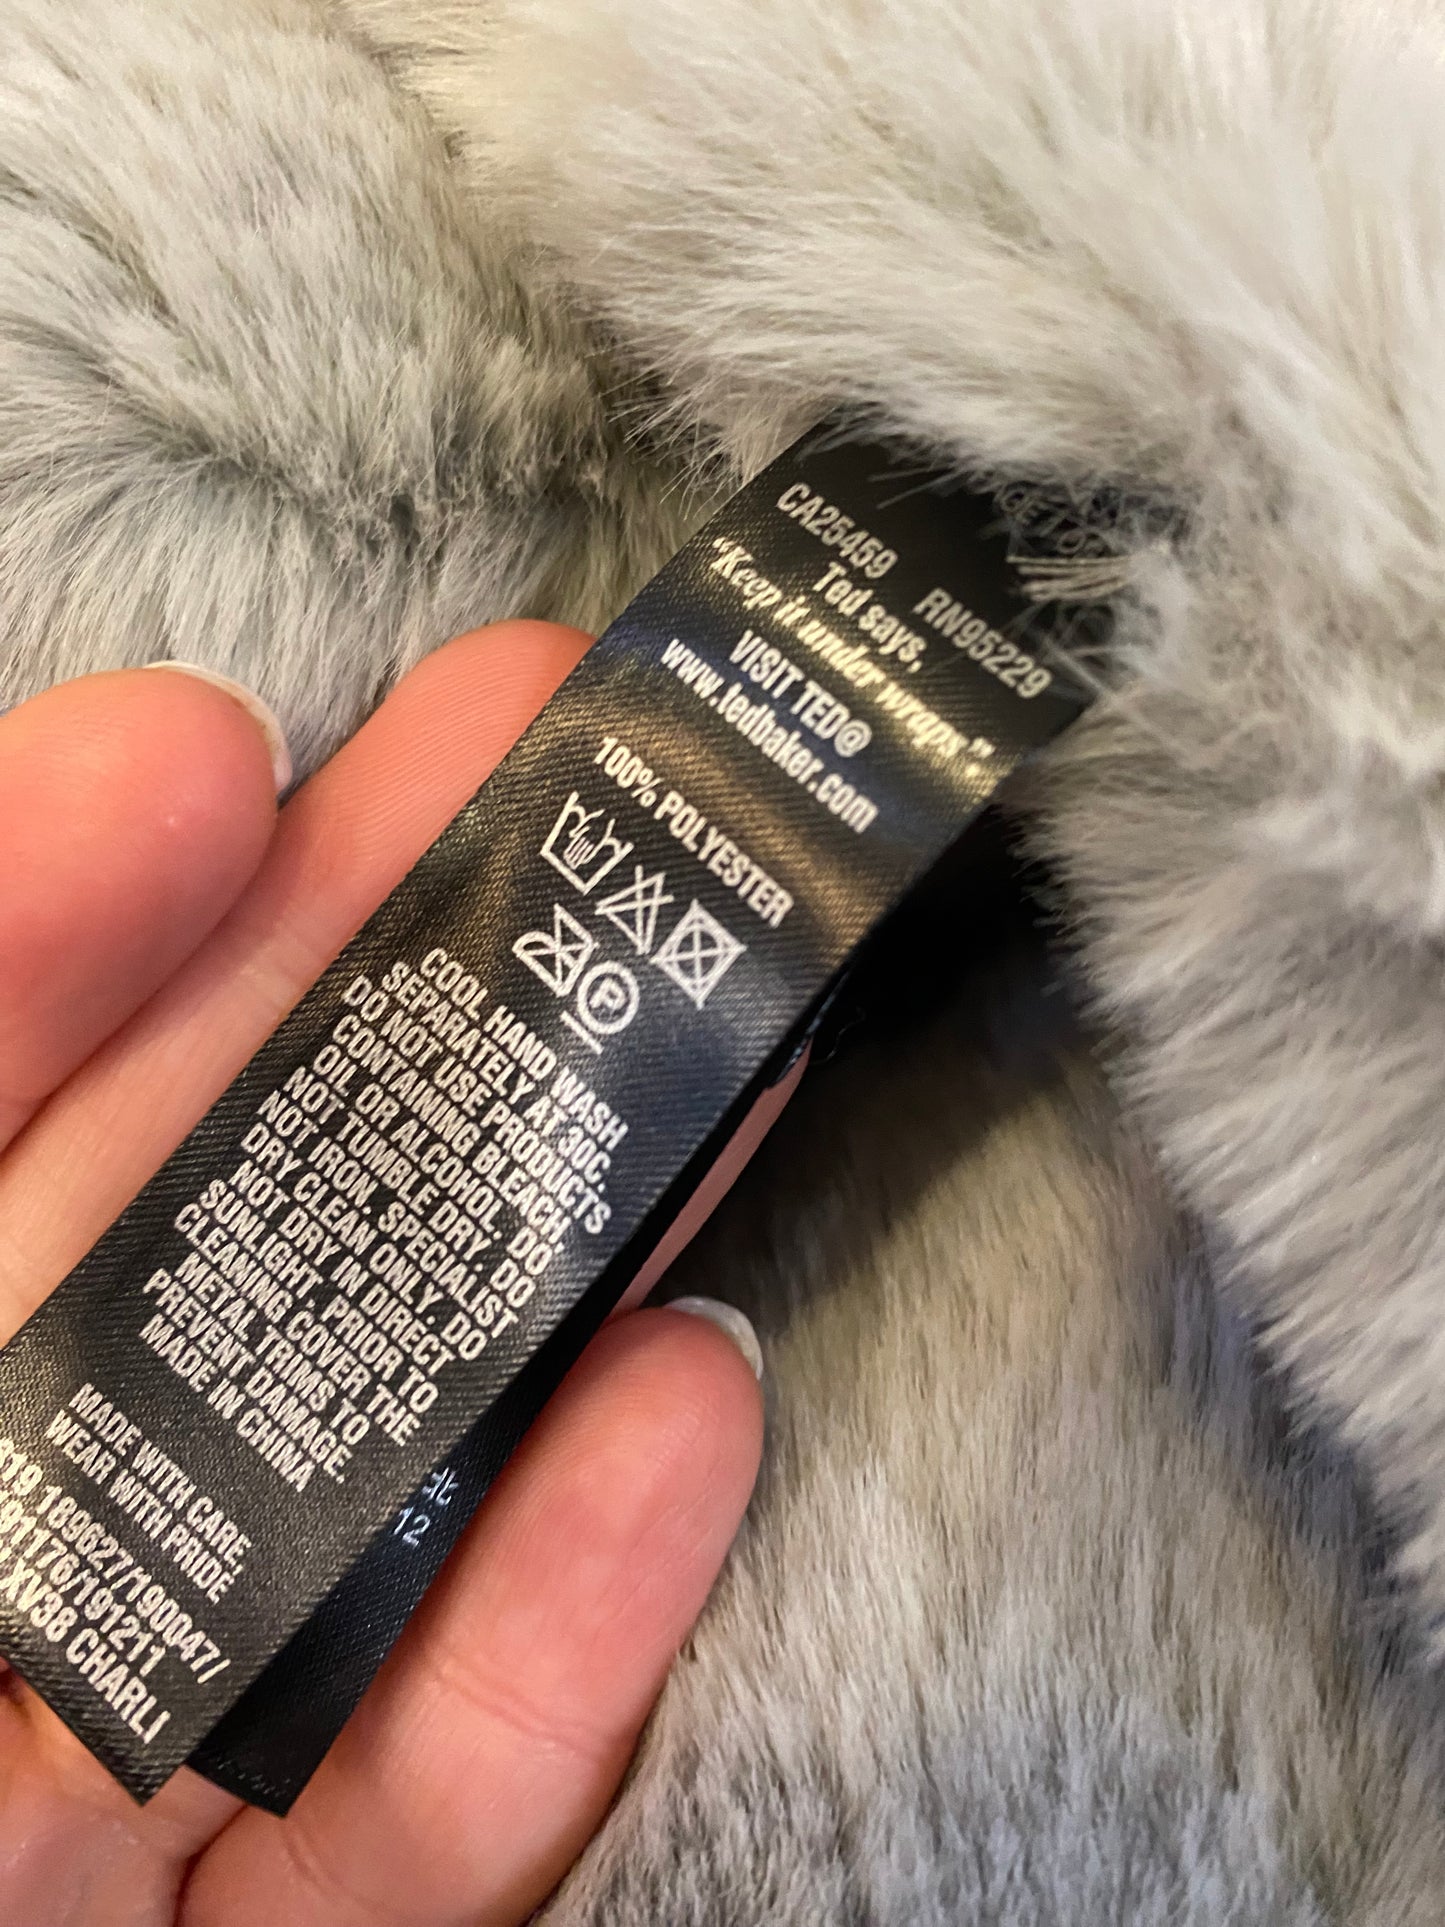 CA25459 RN95229
Ted says,
"Keep it under wraps."
VISIT TED@
www.tedbaker.com
100% POLYESTER
P
COOL HAND WASH
SEPARATELY AT 30C.
DO NOT USE PRODUCTS
CONTAINING BLEACH,
OIL OR ALCOHOL. DO
NOT TUMBLE DRY. DO
NOT IRON. SPECIALIST
DRY CLEAN ONLY. DO
NOT DRY IN DIRECT
SUNLIGHT. PRIOR TO
CLEANING COVER THE
METAL TRIMS TO
PREVENT DAMAGE.
MADE IN CHINA
MADE WITH CARE,
WEAR WITH PRIDE
189627/190047/
191211
CHARLI
12